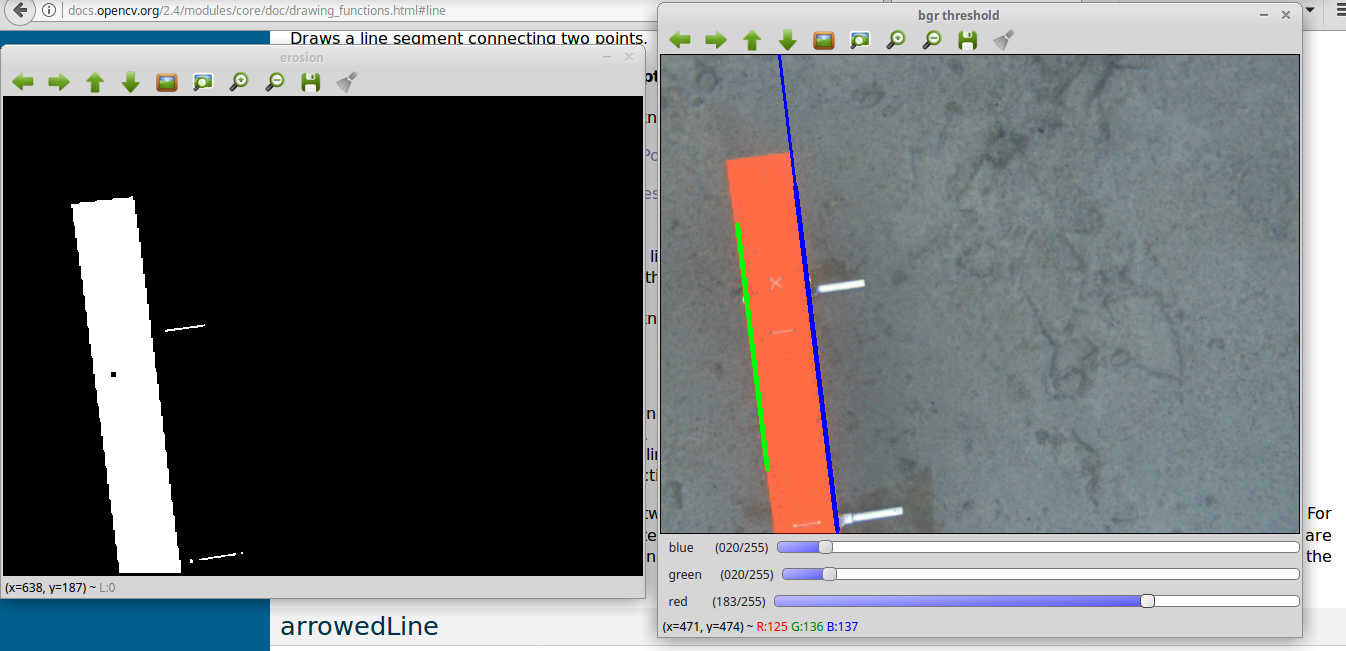 docs.opencv.org/2.4/modules/core/doc/drawing_functions.html#line
Draws a line segment connecting two points.
erosion
(x=638, y=187) ~ L:0
bgr threshold
blue (020/255)
green (020/255)
red (183/255)
(x=471, y=474) ~ R:125 G:136 B:137
For
are
the
arrowedLine